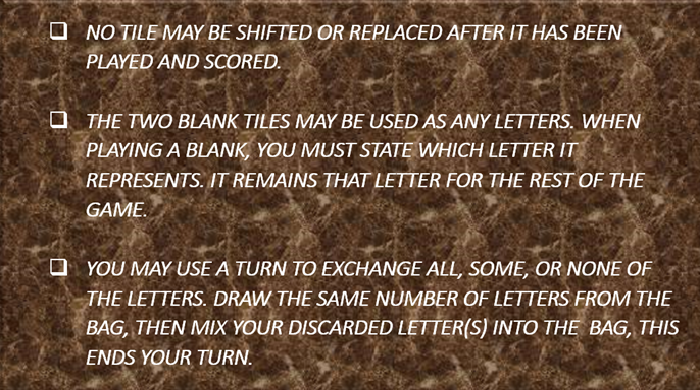 NO TILE MAY BE SHIFTED OR REPLACED AFTER IT HAS BEEN
PLAYED AND SCORED.
THE TWO BLANK TILES MAY BE USED AS ANY LETTERS. WHEN
PLAYING A BLANK, YOU MUST STATE WHICH LETTER IT
REPRESENTS. IT REMAINS THAT LETTER FOR THE REST OF THE
GAME.
YOU MAY USE A TURN TO EXCHANGE ALL, SOME, OR NONE OF
THE LETTERS. DRAW THE SAME NUMBER OF LETTERS FROM THE
BAG, THEN MIX YOUR DISCARDED LETTER(S) INTO THE BAG, THIS
ENDS YOUR TURN.